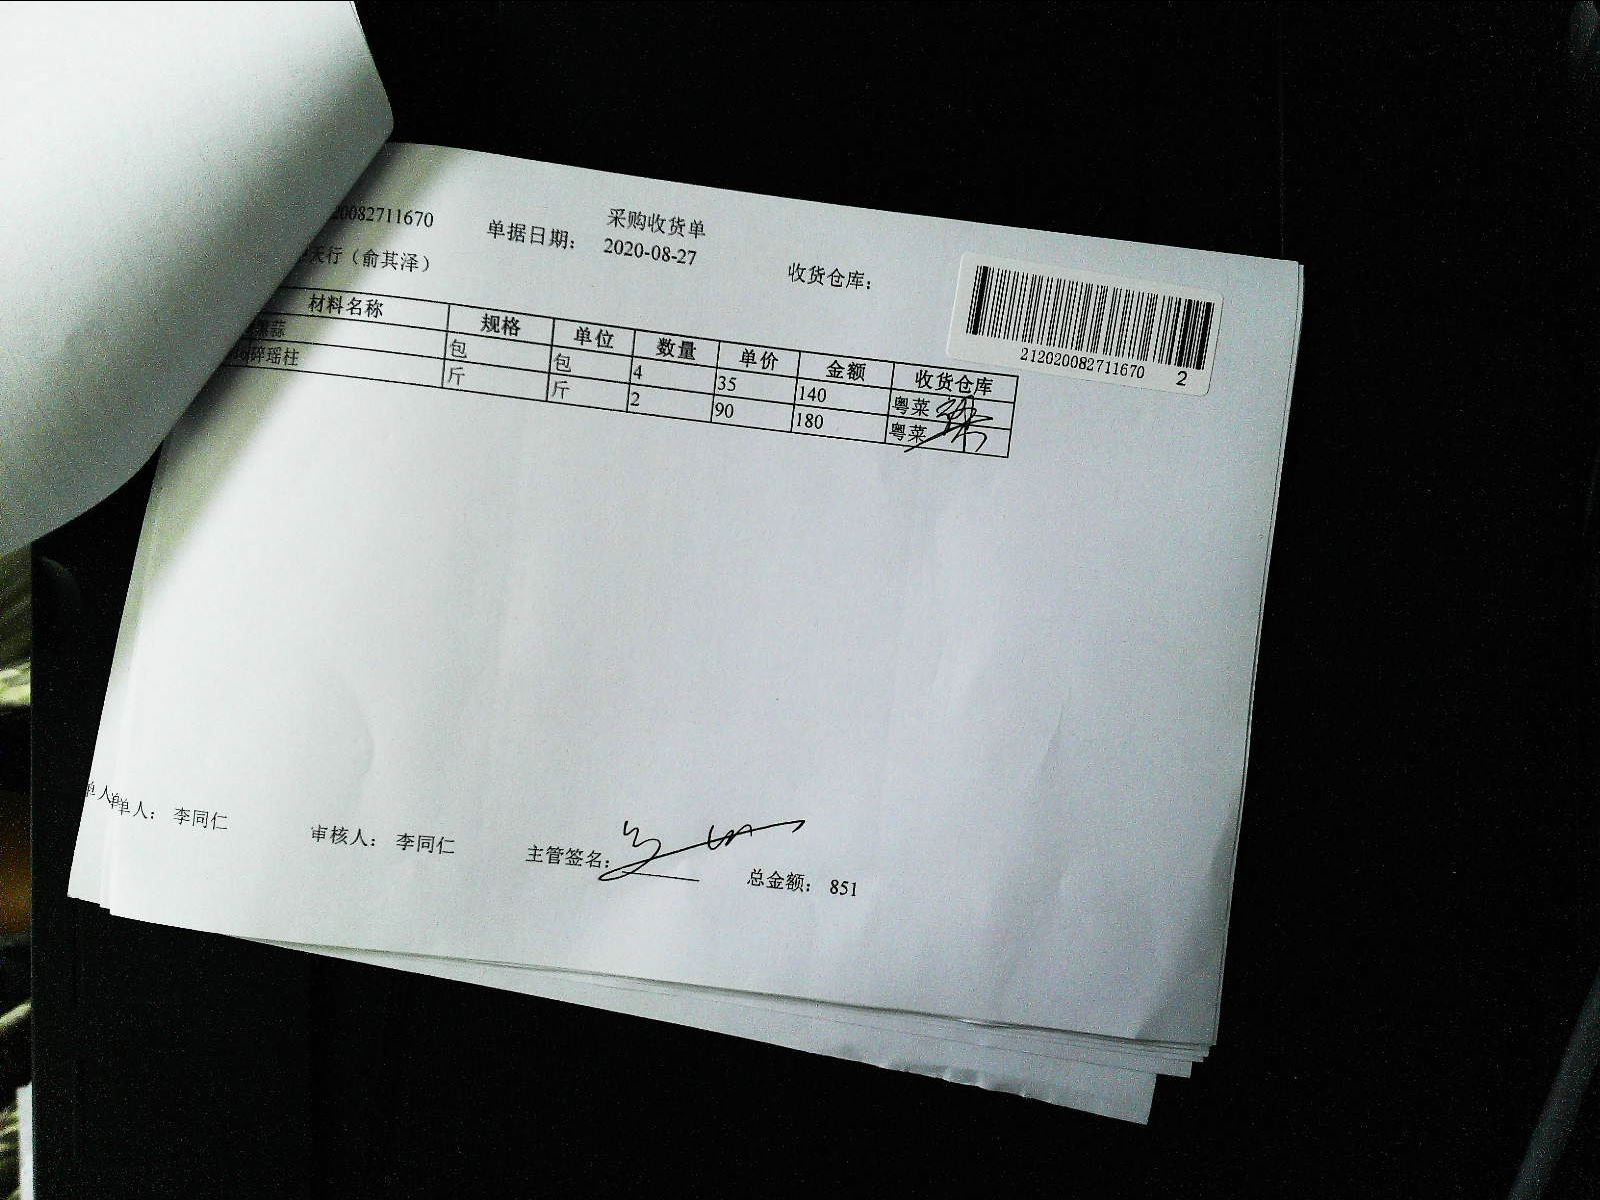 采购收货单
20082711670 单据日期： 2020-08-27 收货仓库：
天行（俞其泽）
212020082711670 2
材料名称 规格 单位 数量 单价 金额 收货仓库
蒜 包 包 4 35 140 粤菜
碎瑶柱 斤 斤 2 90 180 粤菜
单人单单人： 李同仁 审核人： 李同仁 主管签名： 总金额： 851